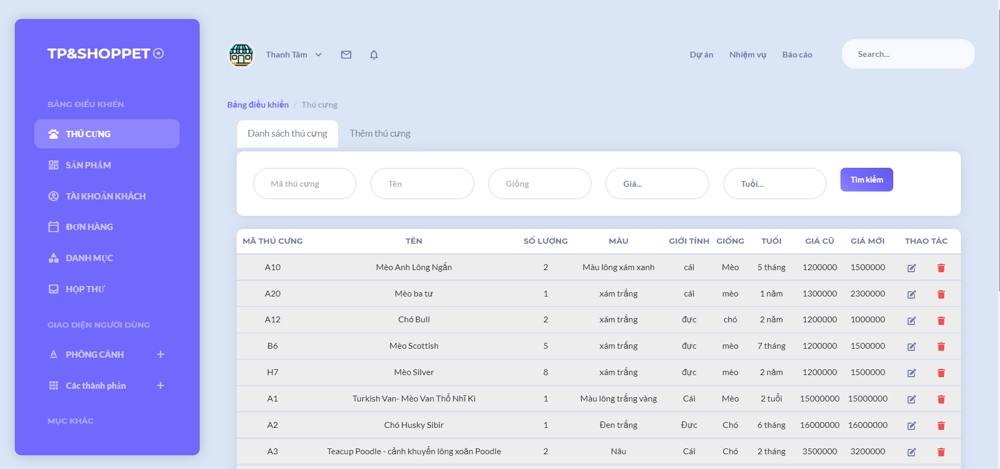 TP&SHOPPET
BẢNG ĐIỀU KHIỂN
THÚ CƯNG
SẢN PHẨM
TÀI KHOẢN KHÁCH
ĐƠN HÀNG
DANH MỤC
HỘP THƯ
GIAO DIỆN NGƯỜI DÙNG
PHÔNG CÁNH
Các thành phần
MỤC KHÁC
Thanh Tâm
Dự án Nhiệm vụ Báo cáo Search...
Bảng điều khiển / Thú cưng
Danh sách thú cưng Thêm thú cưng
Mã thú cưng Tên Giống Giá... Tuổi... Tìm kiếm
MÃ THÚ CƯNG TÊN SỐ LƯỢNG MÀU GIỚI TÍNH GIỐNG TUỔI GIÁ CŨ GIÁ MỚI THAO TÁC
A10 Mèo Anh Lông Ngắn 2 Màu lông xám xanh cái Mèo 5 tháng 1200000 1500000
A20 Mèo ba tư 1 xám trắng cái mèo 1 năm 1300000 2300000
A12 Chó Bull 2 xám trắng đực chó 2 năm 1200000 1000000
B6 Mèo Scottish 5 xám trắng đực mèo 7 tháng 1200000 1500000
H7 Mèo Silver 8 xám trắng đực mèo 2 năm 1200000 1500000
A1 Turkish Van- Mèo Van Thổ Nhĩ Kì 1 Màu lông trắng vàng Cái Mèo 2 tuổi 15000000 15000000
A2 Chó Husky Sibir 1 Đen trắng Đực Chó 6 tháng 16000000 16000000
A3 Teacup Poodle - cảnh khuyển lông xoăn Poodle 2 Nâu Cái Chó 2 tháng 3500000 3200000